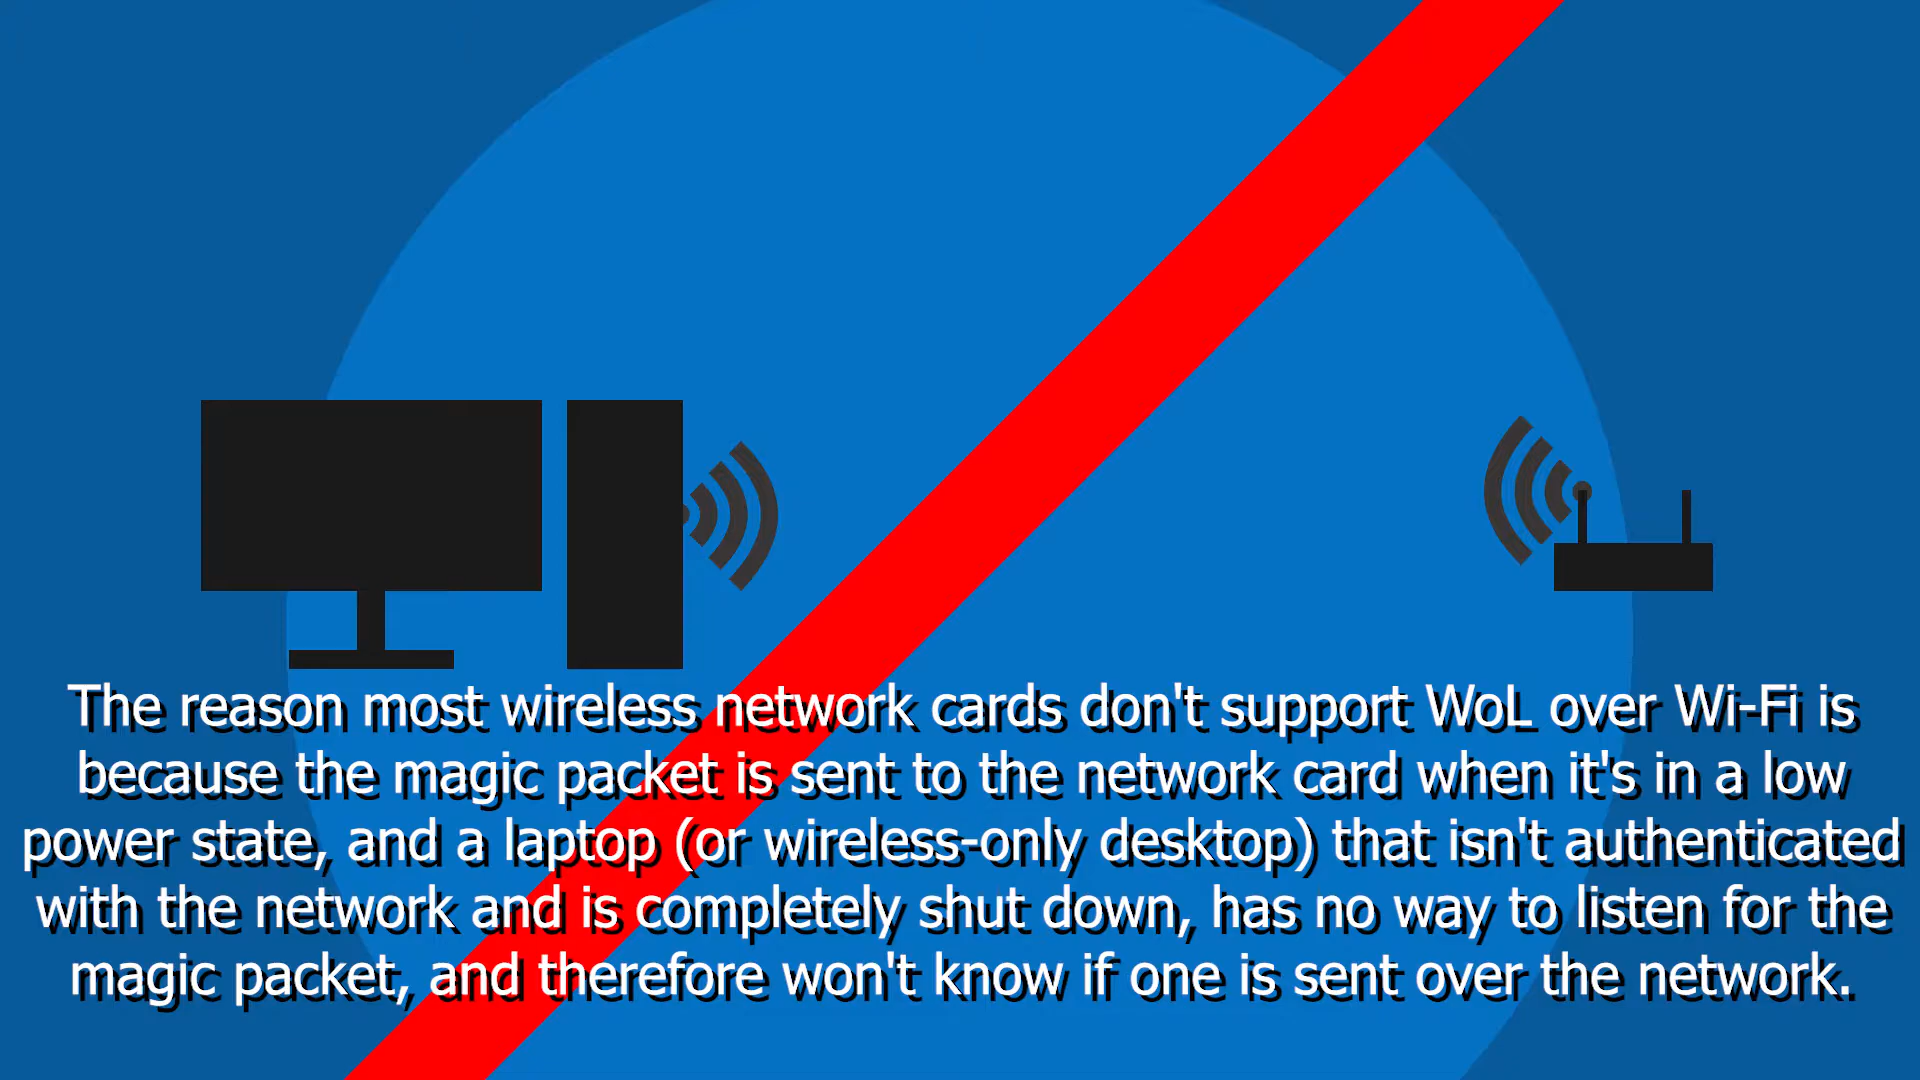 The reason most wireless network cards don't support WoL over Wi-Fi is
because the magic packet is sent to the network card when it's in a low
power state, and a laptop (or wireless-only desktop) that isn't authenticated
with the network and is completely shut down, has no way to listen for the
magic packet, and therefore won't know if one is sent over the network.